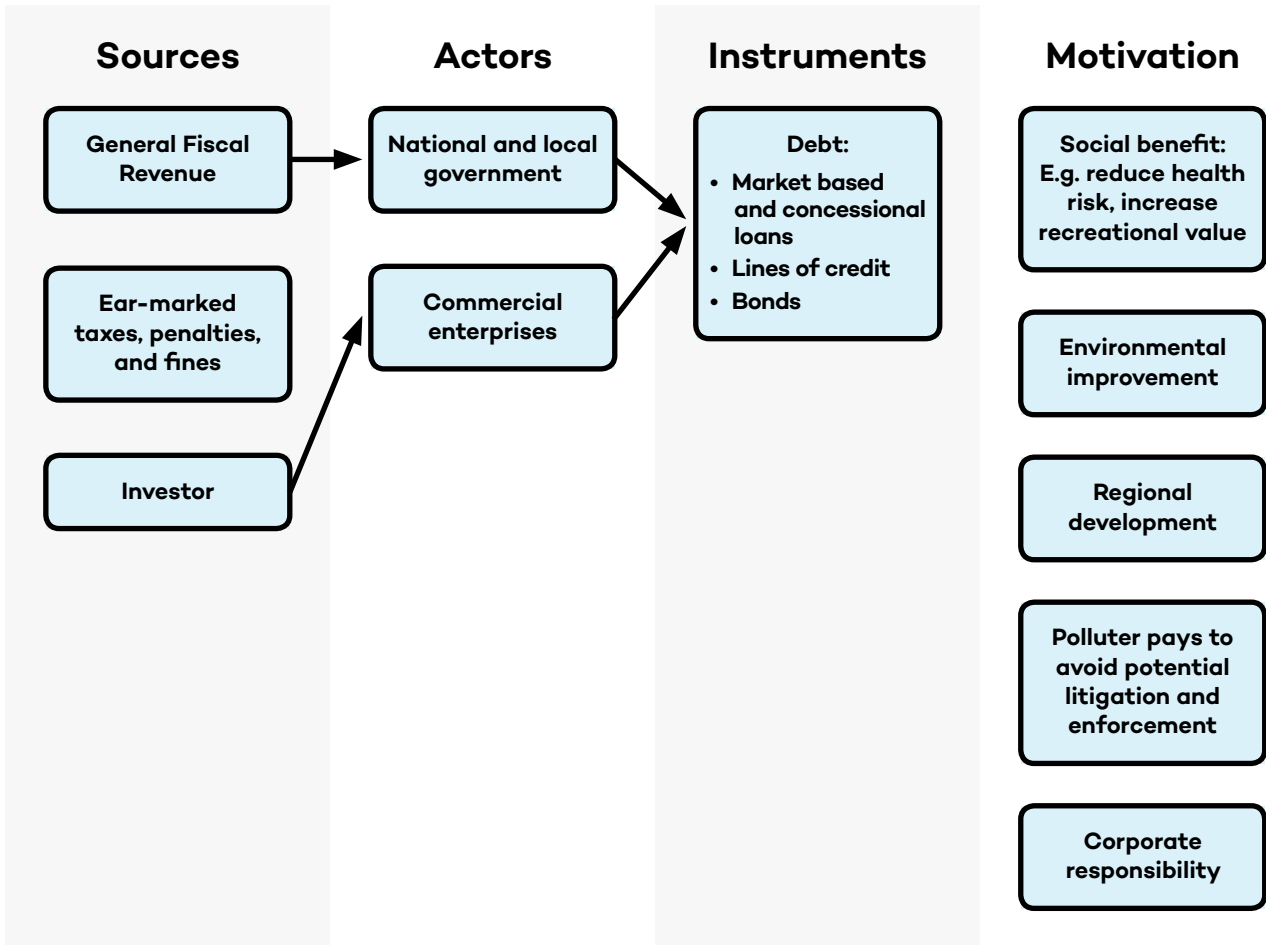 Sources
General Fiscal
Revenue
Ear-marked
taxes, penalties,
and fines
Investor
Actors
National and local
government
Commercial
enterprises
Instruments
Debt:
• Market based
and concessional
loans
• Lines of credit
• Bonds
Motivation
Social benefit:
E.g. reduce health
risk, increase
recreational value
Environmental
improvement
Regional
development
Polluter pays to
avoid potential
litigation and
enforcement
Corporate
responsibility